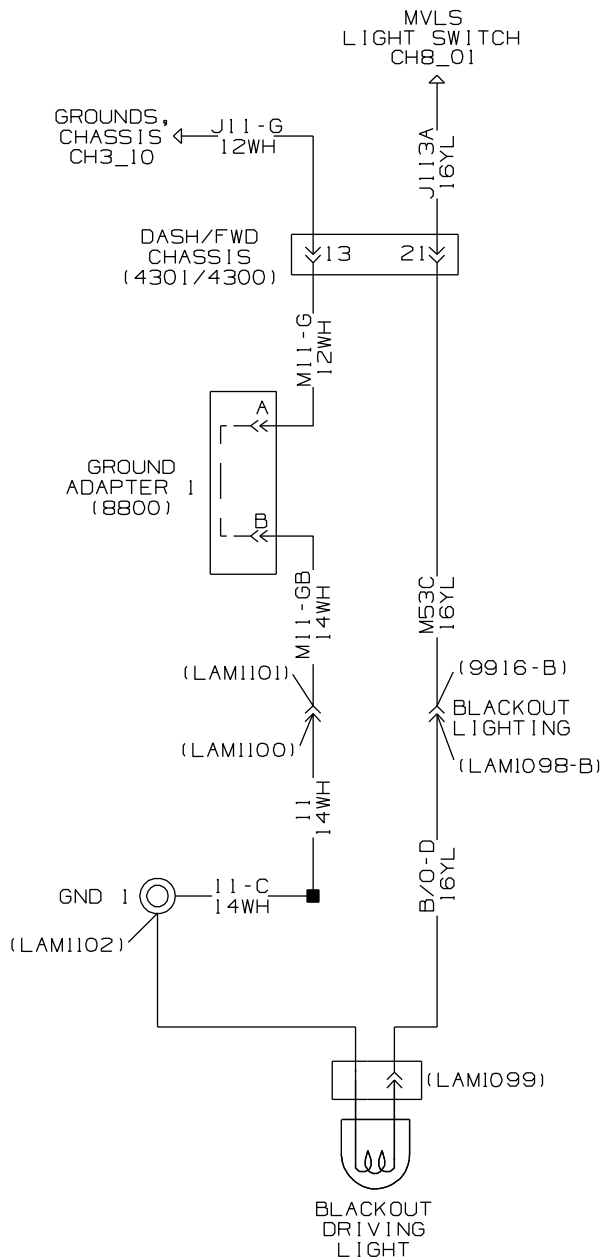 MVLS
LIGHT SWITCH
CH8_01
GROUNDS,
CHASSIS
CH3_10
J11-G
12WH
J113A
16YL
DASH/FWD
CHASSIS
(4301/4300)
13
21
M11-G
12WH
A
GROUND
ADAPTER 1
(8800)
B
M11-GB
14WH
M53C
16YL
(LAM1101)
(9916-B)
BLACKOUT
LIGHTING
(LAM1100)
(LAM1098-B)
11
14WH
B/O-D
16YL
GND 1
11-C
14WH
(LAM1102)
(LAM1099)
BLACKOUT
DRIVING
LIGHT